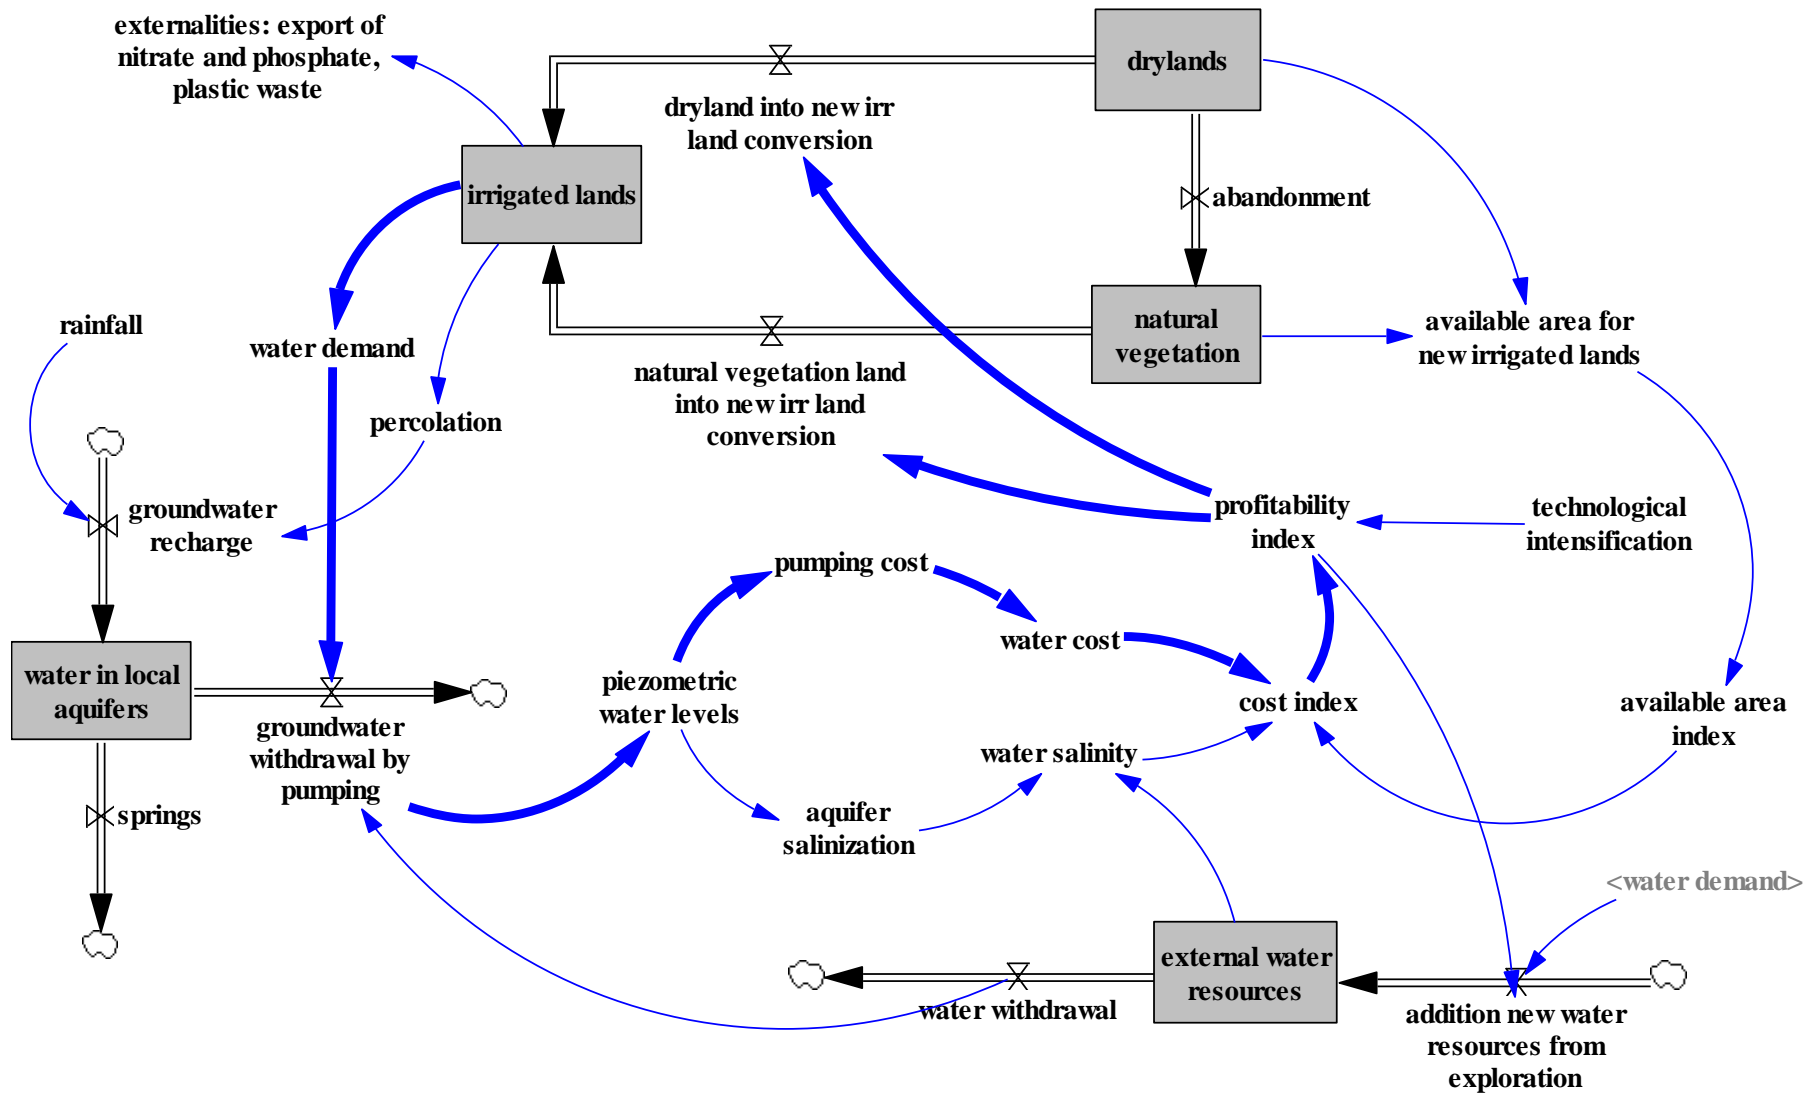 externalities: export of
nitrate and phosphate,
plastic waste
drylands
dryland into new irr
land conversion
irrigated lands
abandonment
rainfall
water demand
natural
vegetation
available area for
new irrigated lands
natural vegetation land
into new irr land
conversion
percolation
groundwater
recharge
profitability
index
technological
intensification
pumping cost
water cost
water in local
aquifers
piezometric
water levels
cost index
available area
index
groundwater
withdrawal by
pumping
water salinity
springs
aquifer
salinization
<water demand>
external water
resources
water withdrawal
addition new water
resources from
exploration